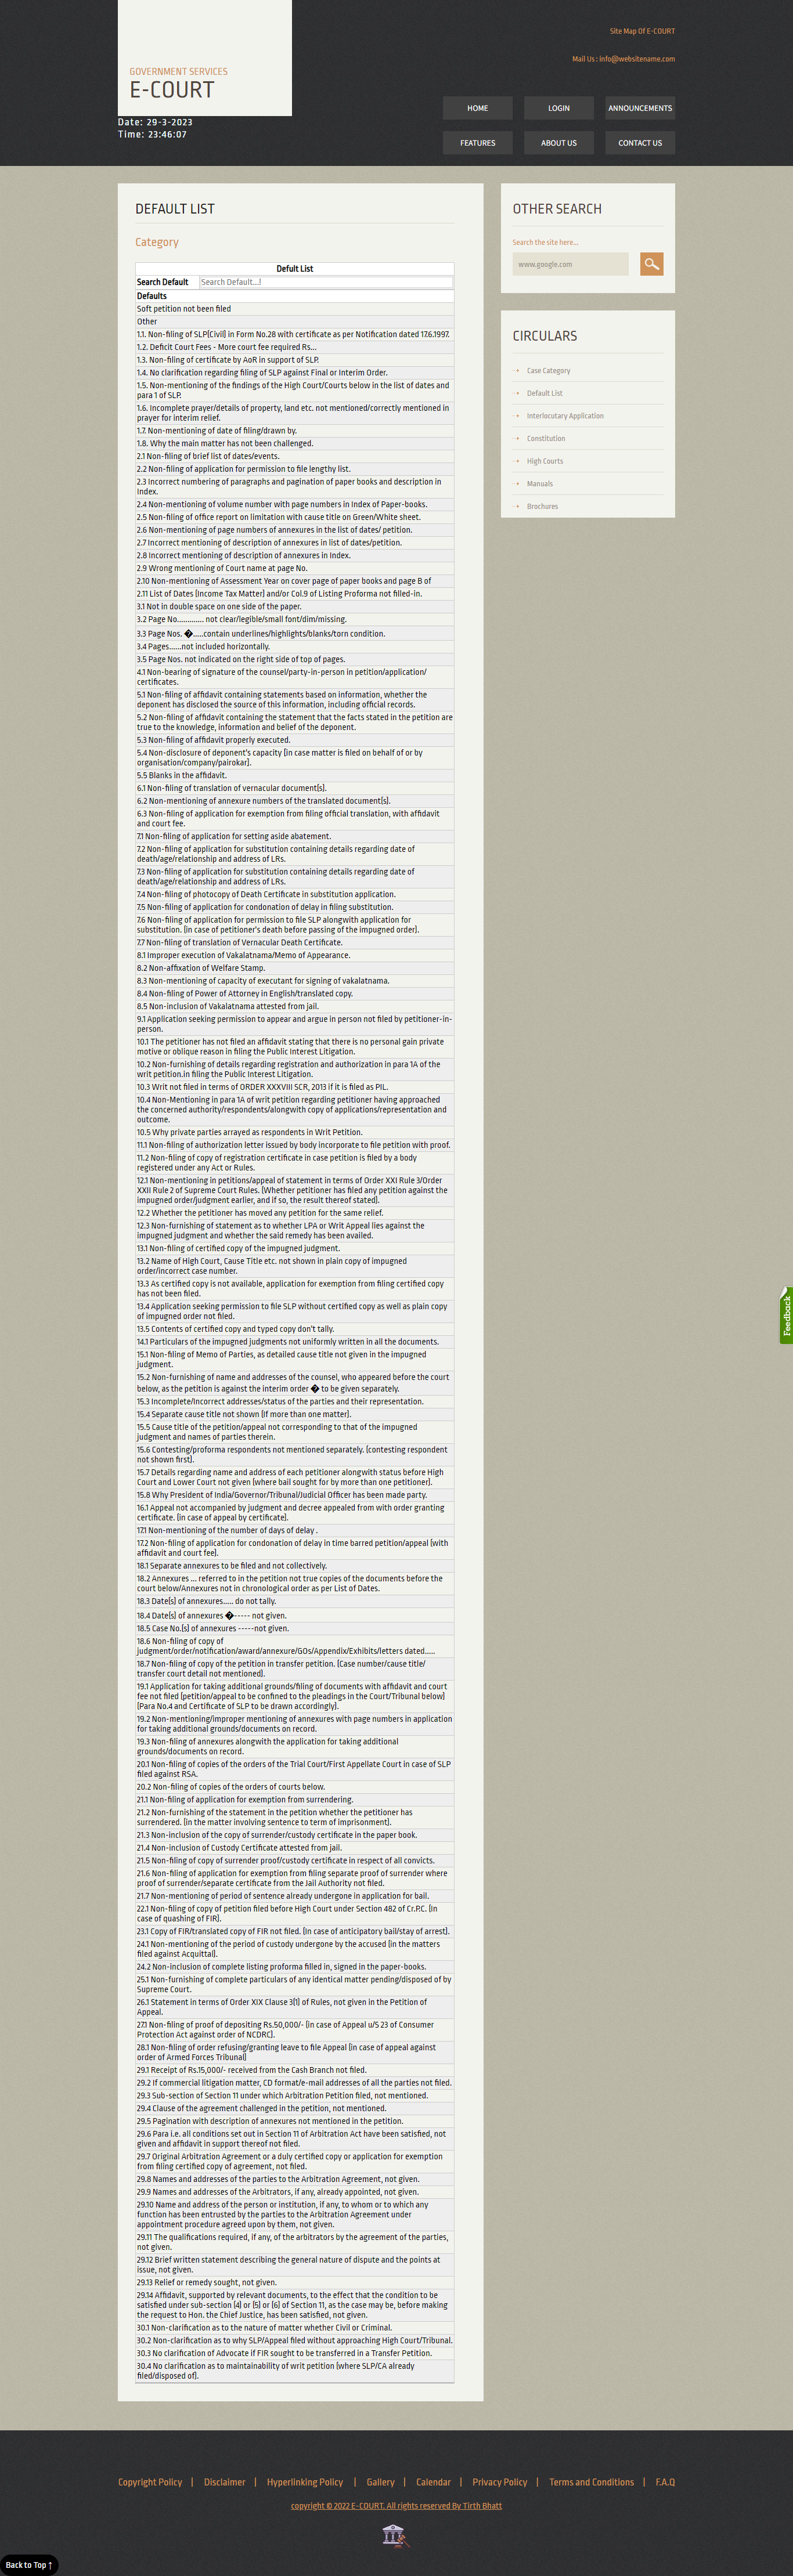 GOVERNMENT SERVICES
E-COURT
Date: 29-3-2023
Time: 23:46:07
Site Map Of E-COURT
Mail Us : info@websitename.com
HOME
LOGIN
ANNOUNCEMENTS
FEATURES
ABOUT US
CONTACT US
DEFAULT LIST
Category
Defult List
Search Default
Search Default...!
Defaults
Soft petition not been filed
Other
1.1. Non-filing of SLP(Civil) in Form No.28 with certificate as per Notification dated 17.6.1997.
1.2. Deficit Court Fees - More court fee required Rs...
1.3. Non-filing of certificate by AoR in support of SLP.
1.4. No clarification regarding filing of SLP against Final or Interim Order.
1.5. Non-mentioning of the findings of the High Court/Courts below in the list of dates and
para 1 of SLP.
1.6. Incomplete prayer/details of property, land etc. not mentioned/correctly mentioned in
prayer for interim relief.
1.7. Non-mentioning of date of filing/drawn by.
1.8. Why the main matter has not been challenged.
2.1 Non-filing of brief list of dates/events.
2.2 Non-filing of application for permission to file lengthy list.
2.3 Incorrect numbering of paragraphs and pagination of paper books and description in
Index.
2.4 Non-mentioning of volume number with page numbers in Index of Paper-books.
2.5 Non-filing of office report on limitation with cause title on Green/White sheet.
2.6 Non-mentioning of page numbers of annexures in the list of dates/ petition.
2.7 Incorrect mentioning of description of annexures in list of dates/petition.
2.8 Incorrect mentioning of description of annexures in Index.
2.9 Wrong mentioning of Court name at page No.
2.10 Non-mentioning of Assessment Year on cover page of paper books and page B of
2.11 List of Dates (Income Tax Matter) and/or Col.9 of Listing Proforma not filled-in.
3.1 Not in double space on one side of the paper.
3.2 Page No............. not clear/legible/small font/dim/missing.
3.3 Page Nos. �.....contain underlines/highlights/blanks/torn condition.
3.4 Pages......not included horizontally.
3.5 Page Nos. not indicated on the right side of top of pages.
4.1 Non-bearing of signature of the counsel/party-in-person in petition/application/
certificates.
5.1 Non-filing of affidavit containing statements based on information, whether the
deponent has disclosed the source of this information, including official records.
5.2 Non-filing of affidavit containing the statement that the facts stated in the petition are
true to the knowledge, information and belief of the deponent.
5.3 Non-filing of affidavit properly executed.
5.4 Non-disclosure of deponent's capacity (in case matter is filed on behalf of or by
organisation/company/pairokar).
5.5 Blanks in the affidavit.
6.1 Non-filing of translation of vernacular document(s).
6.2 Non-mentioning of annexure numbers of the translated document(s).
6.3 Non-filing of application for exemption from filing official translation, with affidavit
and court fee.
7.1 Non-filing of application for setting aside abatement.
7.2 Non-filing of application for substitution containing details regarding date of
death/age/relationship and address of LRs.
7.3 Non-filing of application for substitution containing details regarding date of
death/age/relationship and address of LRs.
7.4 Non-filing of photocopy of Death Certificate in substitution application.
7.5 Non-filing of application for condonation of delay in filing substitution.
7.6 Non-filing of application for permission to file SLP alongwith application for
substitution. (in case of petitioner's death before passing of the impugned order).
7.7 Non-filing of translation of Vernacular Death Certificate.
8.1 Improper execution of Vakalatnama/Memo of Appearance.
8.2 Non-affixation of Welfare Stamp.
8.3 Non-mentioning of capacity of executant for signing of vakalatnama.
8.4 Non-filing of Power of Attorney in English/translated copy.
8.5 Non-inclusion of Vakalatnama attested from jail.
9.1 Application seeking permission to appear and argue in person not filed by petitioner-in-
person.
10.1 The petitioner has not filed an affidavit stating that there is no personal gain private
motive or oblique reason in filing the Public Interest Litigation.
10.2 Non-furnishing of details regarding registration and authorization in para 1A of the
writ petition.in filing the Public Interest Litigation.
10.3 Writ not filed in terms of ORDER XXXVIII SCR, 2013 if it is filed as PIL.
10.4 Non-Mentioning in para 1A of writ petition regarding petitioner having approached
the concerned authority/respondents/alongwith copy of applications/representation and
outcome.
10.5 Why private parties arrayed as respondents in Writ Petition.
11.1 Non-filing of authorization letter issued by body incorporate to file petition with proof.
11.2 Non-filing of copy of registration certificate in case petition is filed by a body
registered under any Act or Rules.
12.1 Non-mentioning in petitions/appeal of statement in terms of Order XXI Rule 3/Order
XXII Rule 2 of Supreme Court Rules. (Whether petitioner has filed any petition against the
impugned order/judgment earlier, and if so, the result thereof stated).
12.2 Whether the petitioner has moved any petition for the same relief.
12.3 Non-furnishing of statement as to whether LPA or Writ Appeal lies against the
impugned judgment and whether the said remedy has been availed.
13.1 Non-filing of certified copy of the impugned judgment.
13.2 Name of High Court, Cause Title etc. not shown in plain copy of impugned
order/incorrect case number.
13.3 As certified copy is not available, application for exemption from filing certified copy
has not been filed.
13.4 Application seeking permission to file SLP without certified copy as well as plain copy
of impugned order not filed.
13.5 Contents of certified copy and typed copy don't tally.
14.1 Particulars of the impugned judgments not uniformly written in all the documents.
15.1 Non-filing of Memo of Parties, as detailed cause title not given in the impugned
judgment.
15.2 Non-furnishing of name and addresses of the counsel, who appeared before the court
below, as the petition is against the interim order � to be given separately.
15.3 Incomplete/Incorrect addresses/status of the parties and their representation.
15.4 Separate cause title not shown (If more than one matter).
15.5 Cause title of the petition/appeal not corresponding to that of the impugned
judgment and names of parties therein.
15.6 Contesting/proforma respondents not mentioned separately. (contesting respondent
not shown first).
15.7 Details regarding name and address of each petitioner alongwith status before High
Court and Lower Court not given (where bail sought for by more than one petitioner).
15.8 Why President of India/Governor/Tribunal/Judicial Officer has been made party.
16.1 Appeal not accompanied by judgment and decree appealed from with order granting
certificate. (in case of appeal by certificate).
17.1 Non-mentioning of the number of days of delay .
17.2 Non-filing of application for condonation of delay in time barred petition/appeal (with
affidavit and court fee).
18.1 Separate annexures to be filed and not collectively.
18.2 Annexures ... referred to in the petition not true copies of the documents before the
court below/Annexures not in chronological order as per List of Dates.
18.3 Date(s) of annexures..... do not tally.
18.4 Date(s) of annexures �----- not given.
18.5 Case No.(s) of annexures -----not given.
18.6 Non-filing of copy of
judgment/order/notification/award/annexure/GOs/Appendix/Exhibits/letters dated.....
18.7 Non-filing of copy of the petition in transfer petition. (Case number/cause title/
transfer court detail not mentioned).
19.1 Application for taking additional grounds/filing of documents with affidavit and court
fee not filed (petition/appeal to be confined to the pleadings in the Court/Tribunal below)
(Para No.4 and Certificate of SLP to be drawn accordingly).
19.2 Non-mentioning/improper mentioning of annexures with page numbers in application
for taking additional grounds/documents on record.
19.3 Non-filing of annexures alongwith the application for taking additional
grounds/documents on record.
20.1 Non-filing of copies of the orders of the Trial Court/First Appellate Court in case of SLP
filed against RSA.
20.2 Non-filing of copies of the orders of courts below.
21.1 Non-filing of application for exemption from surrendering.
21.2 Non-furnishing of the statement in the petition whether the petitioner has
surrendered. (in the matter involving sentence to term of imprisonment).
21.3 Non-inclusion of the copy of surrender/custody certificate in the paper book.
21.4 Non-inclusion of Custody Certificate attested from jail.
21.5 Non-filing of copy of surrender proof/custody certificate in respect of all convicts.
21.6 Non-filing of application for exemption from filing separate proof of surrender where
proof of surrender/separate certificate from the Jail Authority not filed.
21.7 Non-mentioning of period of sentence already undergone in application for bail.
22.1 Non-filing of copy of petition filed before High Court under Section 482 of Cr.P.C. (In
case of quashing of FIR).
23.1 Copy of FIR/translated copy of FIR not filed. (In case of anticipatory bail/stay of arrest).
24.1 Non-mentioning of the period of custody undergone by the accused (in the matters
filed against Acquittal).
24.2 Non-inclusion of complete listing proforma filled in, signed in the paper-books.
25.1 Non-furnishing of complete particulars of any identical matter pending/disposed of by
Supreme Court.
26.1 Statement in terms of Order XIX Clause 3(1) of Rules, not given in the Petition of
Appeal.
27.1 Non-filing of proof of depositing Rs.50,000/- (in case of Appeal u/S 23 of Consumer
Protection Act against order of NCDRC).
28.1 Non-filing of order refusing/granting leave to file Appeal (in case of appeal against
order of Armed Forces Tribunal)
29.1 Receipt of Rs.15,000/- received from the Cash Branch not filed.
29.2 If commercial litigation matter, CD format/e-mail addresses of all the parties not filed.
29.3 Sub-section of Section 11 under which Arbitration Petition filed, not mentioned.
29.4 Clause of the agreement challenged in the petition, not mentioned.
29.5 Pagination with description of annexures not mentioned in the petition.
29.6 Para i.e. all conditions set out in Section 11 of Arbitration Act have been satisfied, not
given and affidavit in support thereof not filed.
29.7 Original Arbitration Agreement or a duly certified copy or application for exemption
from filing certified copy of agreement, not filed.
29.8 Names and addresses of the parties to the Arbitration Agreement, not given.
29.9 Names and addresses of the Arbitrators, if any, already appointed, not given.
29.10 Name and address of the person or institution, if any, to whom or to which any
function has been entrusted by the parties to the Arbitration Agreement under
appointment procedure agreed upon by them, not given.
29.11 The qualifications required, if any, of the arbitrators by the agreement of the parties,
not given.
29.12 Brief written statement describing the general nature of dispute and the points at
issue, not given.
29.13 Relief or remedy sought, not given.
29.14 Affidavit, supported by relevant documents, to the effect that the condition to be
satisfied under sub-section (4) or (5) or (6) of Section 11, as the case may be, before making
the request to Hon. the Chief Justice, has been satisfied, not given.
30.1 Non-clarification as to the nature of matter whether Civil or Criminal.
30.2 Non-clarification as to why SLP/Appeal filed without approaching High Court/Tribunal.
30.3 No clarification of Advocate if FIR sought to be transferred in a Transfer Petition.
30.4 No clarification as to maintainability of writ petition (where SLP/CA already
filed/disposed of).
OTHER SEARCH
Search the site here...
www.google.com
CIRCULARS
Case Category
Default List
Interlocutary Application
Constitution
High Courts
Manuals
Brochures
Feedback
Copyright Policy | Disclaimer | Hyperlinking Policy | Gallery | Calendar | Privacy Policy | Terms and Conditions | F.A.Q
copyright © 2022 E-COURT. All rights reserved By Tirth Bhatt
Back to Top ↑